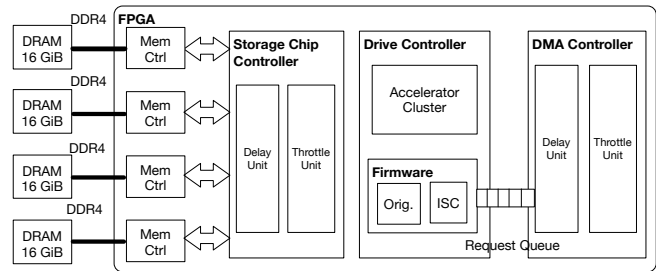 DDR4
FPGA
DRAM
16 GiB
Mem
Ctrl
Storage Chip
Controller
Drive Controller
DMA Controller
DDR4
DRAM
16 GiB
Mem
Ctrl
Accelerator
Cluster
Delay
Unit
Throttle
Unit
Delay
Unit
Throttle
Unit
DDR4
DRAM
16 GiB
Mem
Ctrl
Firmware
Orig.
ISC
DDR4
DRAM
16 GiB
Mem
Ctrl
Request Queue